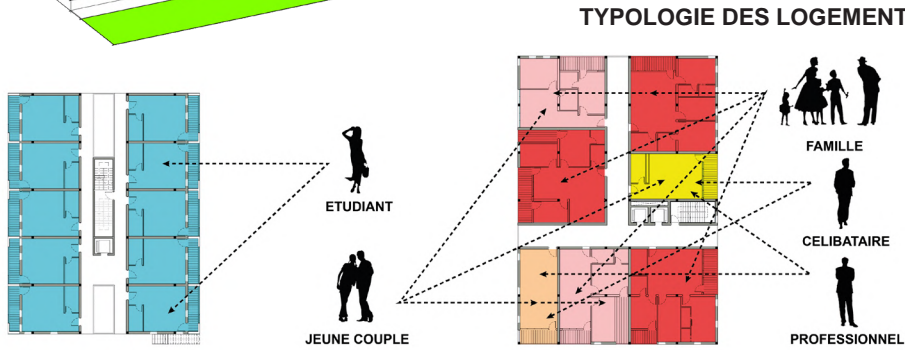 TYPOLOGIE DES LOGEMENT
FAMILLE
ETUDIANT
CELIBATAIRE
JEUNE COUPLE
PROFESSIONNEL